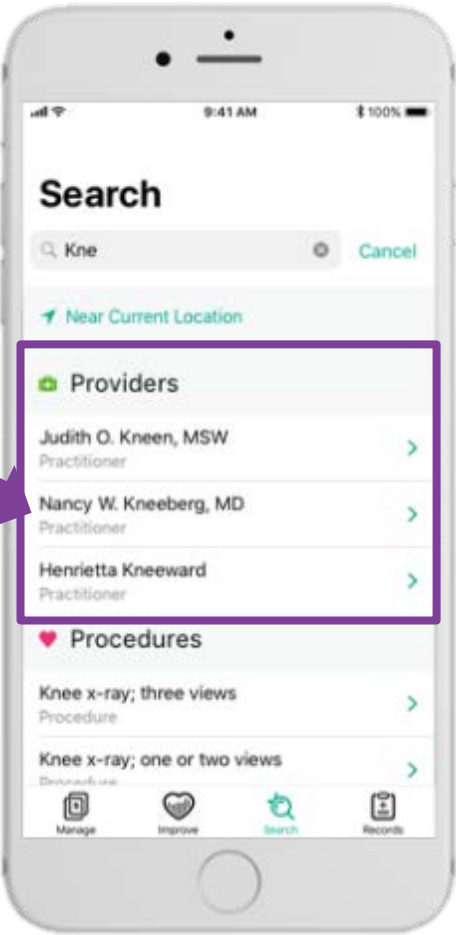 9:41 AM 100%
Search
Kne Cancel
Near Current Location
Providers
Judith O. Kneen, MSW
Practitioner
Nancy W. Kneeberg, MD
Practitioner
Henrietta Kneeward
Practitioner
Procedures
Knee x-ray; three views
Procedure
Knee x-ray; one or two views
Procedure
Manage Improve Search Records